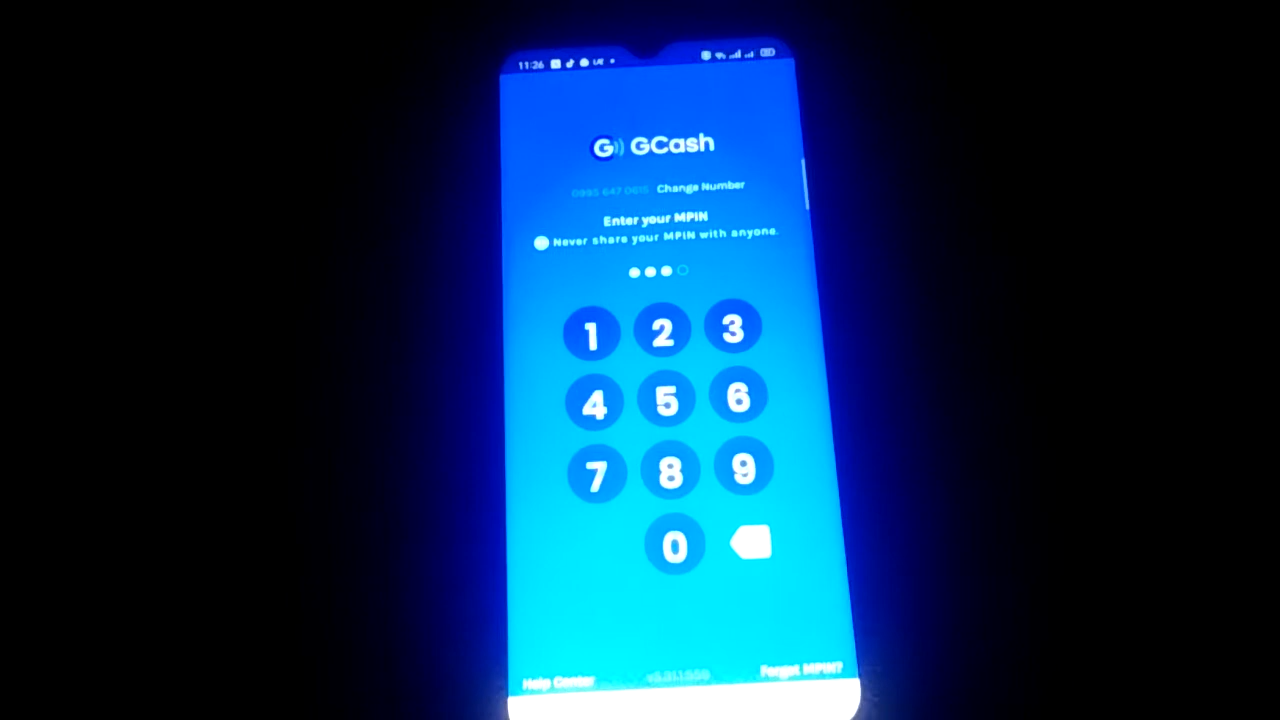 11:26
GCash
Change Number
Enter your MPIN
Never share your MPIN with anyone.
1 2 3
4 5 6
7 8 9
0
Help Center
Forgot MPIN?